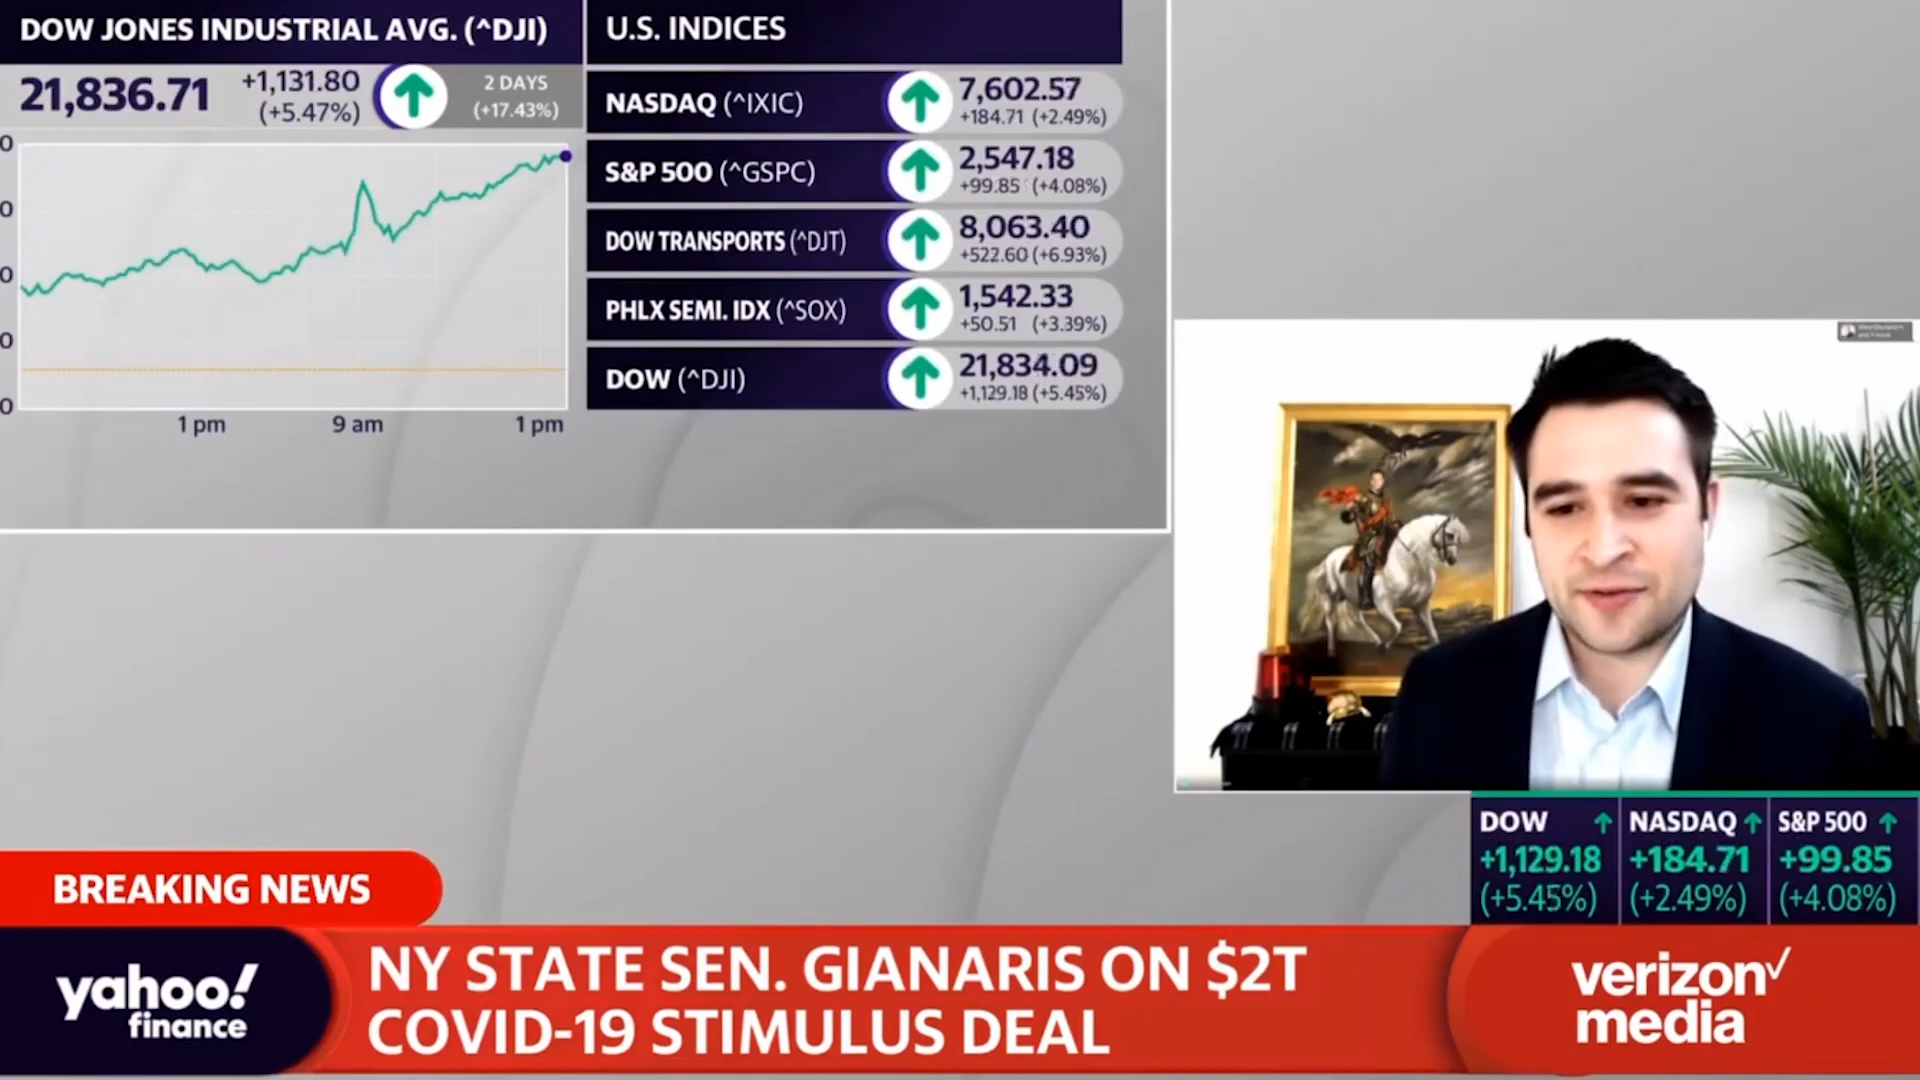 DOW JONES INDUSTRIAL AVG. (^DJI)
21,836.71
+1,131.80
(+5.47%)
2 DAYS
(+17.43%)
0
0
0
0
0
1 pm
9 am
1 pm
U.S. INDICES
NASDAQ (^IXIC)
7,602.57
+184.71 (+2.49%)
S&P 500 (^GSPC)
2,547.18
+99.85 (+4.08%)
DOW TRANSPORTS (^DJT)
8,063.40
+522.60 (+6.93%)
PHLX SEMI. IDX (^SOX)
1,542.33
+50.51 (+3.39%)
DOW (^DJI)
21,834.09
+1,129.18 (+5.45%)
DOW
+1,129.18
(+5.45%)
NASDAQ
+184.71
(+2.49%)
S&P 500
+99.85
(+4.08%)
BREAKING NEWS
yahoo!
finance
NY STATE SEN. GIANARIS ON $2T
COVID-19 STIMULUS DEAL
verizon✓
media